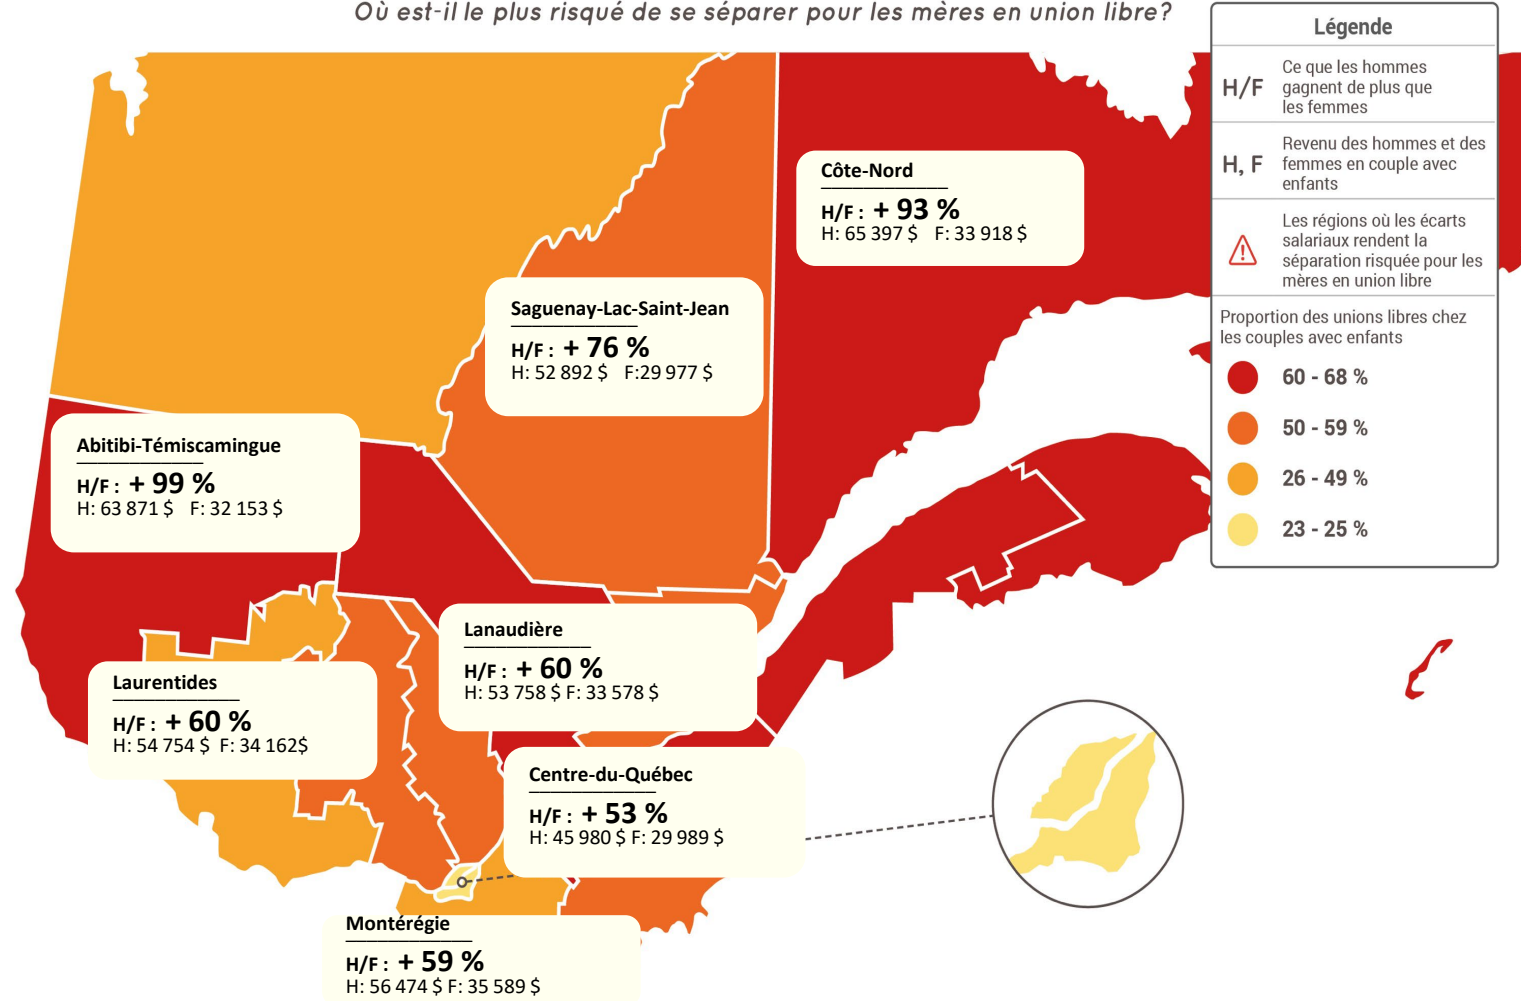 Où est-il le plus risqué de se séparer pour les mères en union libre?
Légende
H/F
Ce que les hommes
gagnent de plus que
les femmes
H, F
Revenu des hommes et des
femmes en couple avec
enfants
Les régions où les écarts
salariaux rendent la
séparation risquée pour les
mères en union libre
Proportion des unions libres chez
les couples avec enfants
60 - 68 %
50 - 59 %
26 - 49 %
23 - 25 %
Côte-Nord
H/F : + 93 %
H: 65 397 $ F: 33 918 $
Saguenay-Lac-Saint-Jean
H/F : + 76 %
H: 52 892 $ F:29 977 $
Abitibi-Témiscamingue
H/F : + 99 %
H: 63 871 $ F: 32 153 $
Lanaudière
H/F : + 60 %
H: 53 758 $ F: 33 578 $
Laurentides
H/F : + 60 %
H: 54 754 $ F: 34 162$
Centre-du-Québec
H/F : + 53 %
H: 45 980 $ F: 29 989 $
Montérégie
H/F : + 59 %
H: 56 474 $ F: 35 589 $